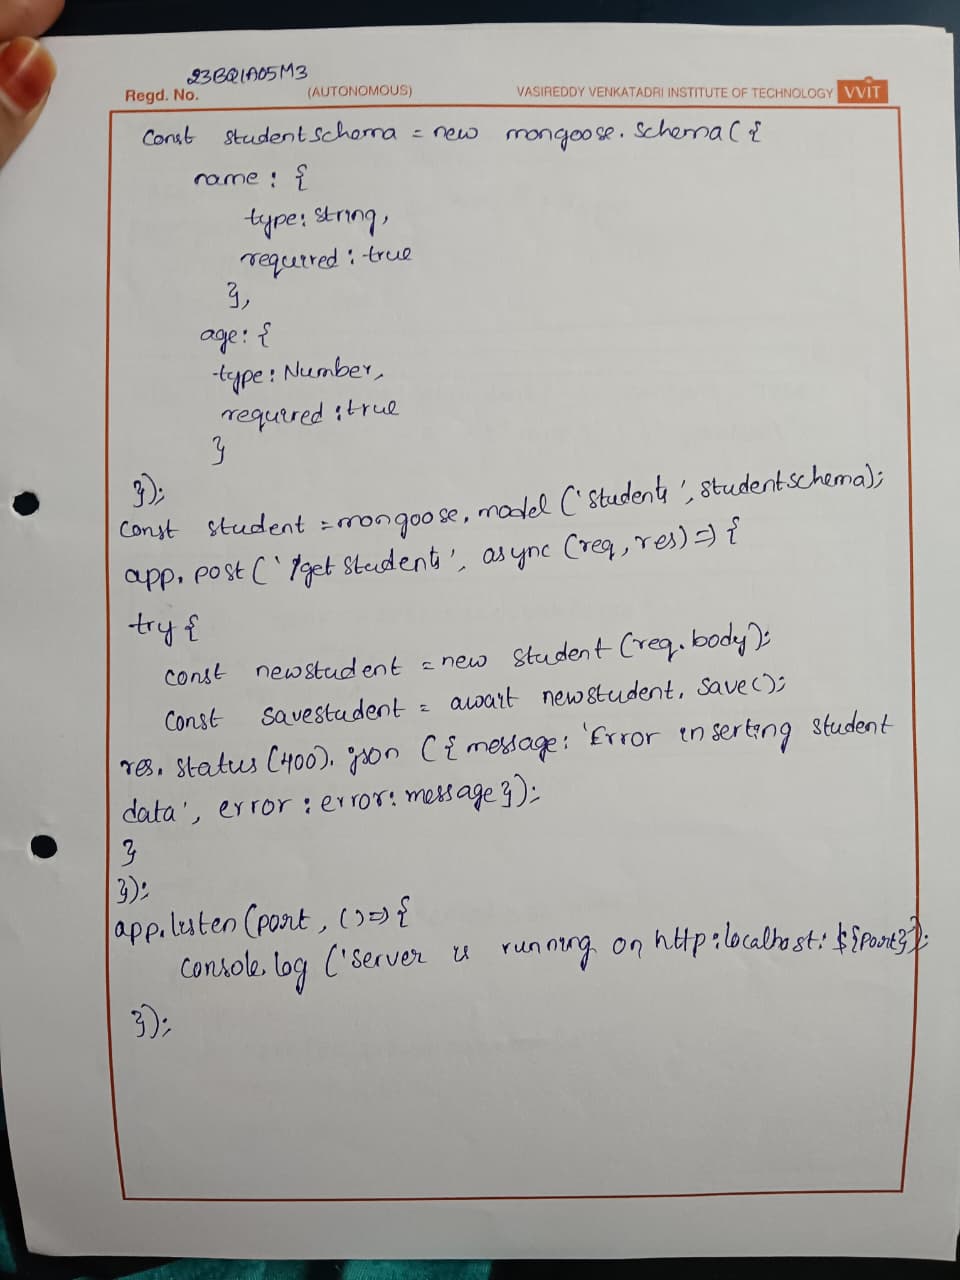 23BQ1A05M3
Regd. No. (AUTONOMOUS) VASIREDDY VENKATADRI INSTITUTE OF TECHNOLOGY VVIT
Const studentschema = new mongoose.schema({
name: {
type: string,
required: true
},
age: {
type: Number,
required: true
}
});
const student = mongoose.model('students', studentschema);
app.post('/getstudents', async (req, res) => {
try {
const newstudent = new student (req.body);
const savestudent = await newstudent.save();
res.status(400).json ({message: 'Error inserting student
data', error: error:message});
}
});
app.listen(port, () => {
console.log ('server is running on http:localhost:${port}');
});